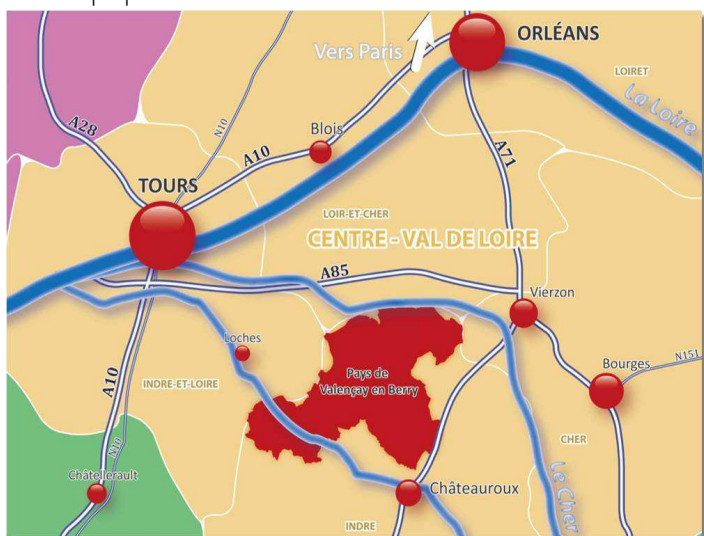 ORLÉANS
Vers Paris
LOIRET
La Loire
A28
N10
Blois
A10
A71
TOURS
LOIR-ET-CHER
CENTRE - VAL DE LOIRE
A85
Vierzon
Loches
Bourges
N151
Pays de
Valençay en Berry
A10
INDRE-ET-LOIRE
CHER
N10
Châtellerault
Châteauroux
Le Cher
INDRE